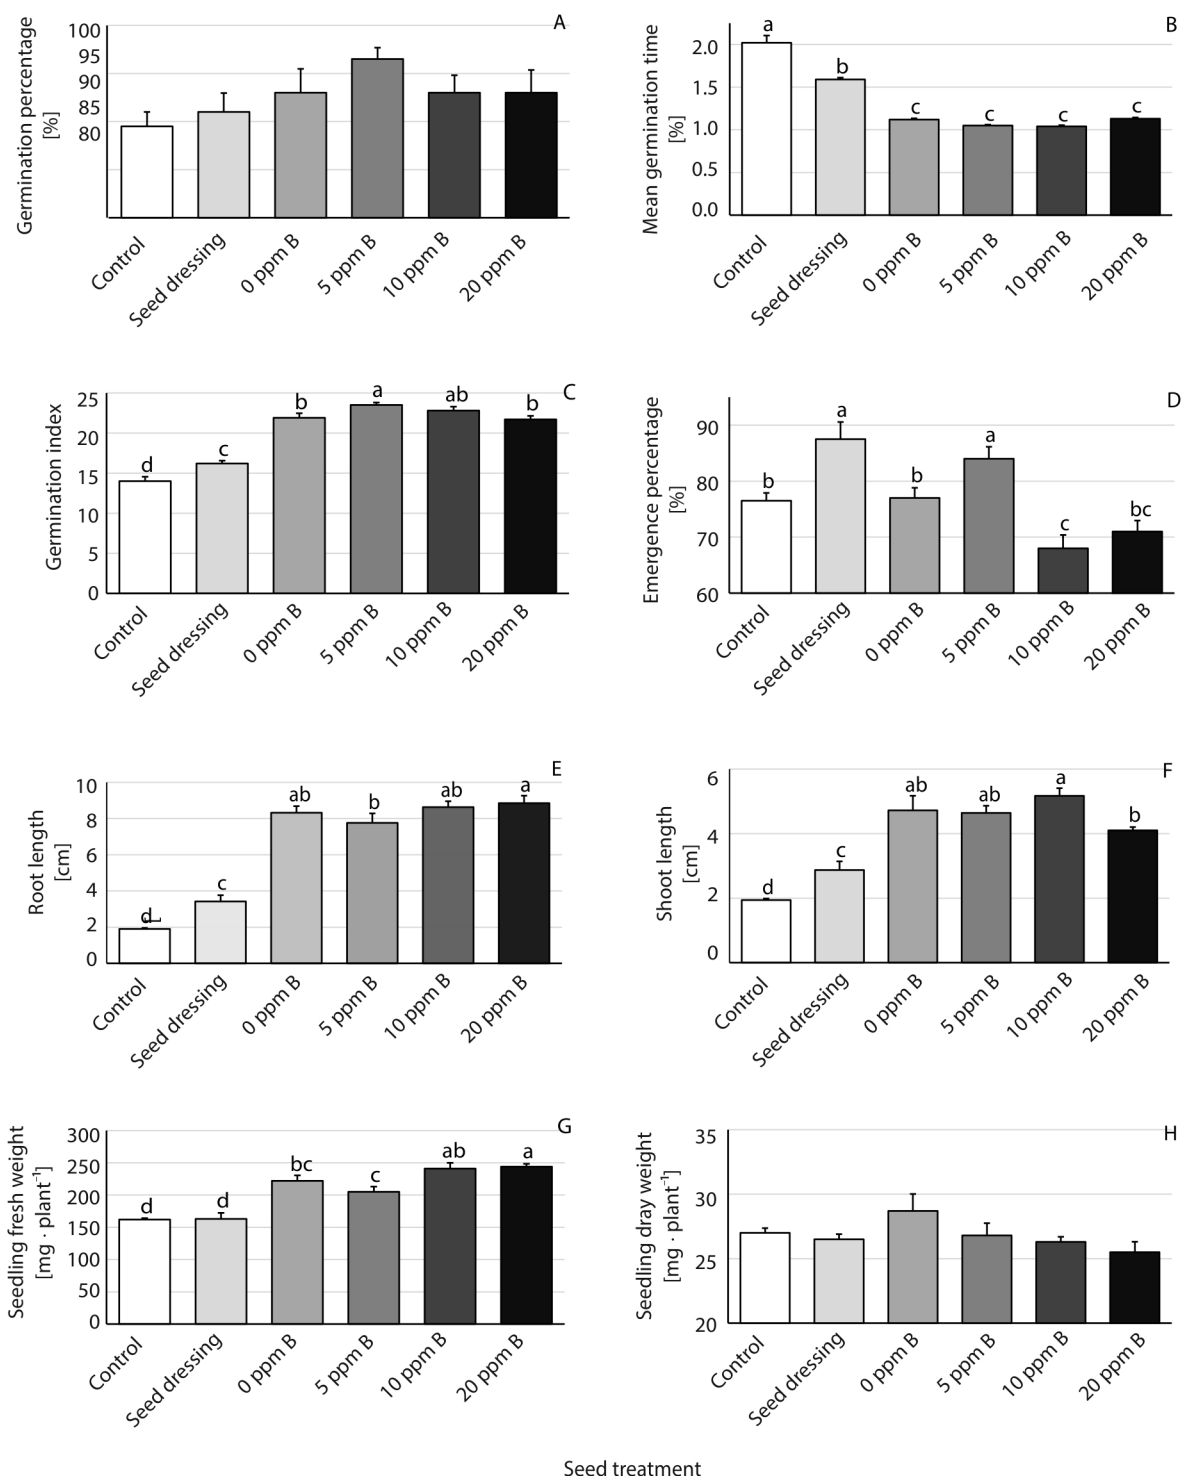 A
Germination percentage
[%]
100
95
90
85
80
Control
Seed dressing
0 ppm B
5 ppm B
10 ppm B
20 ppm B
B
Mean germination time
[%]
2.0
1.5
1.0
0.5
0.0
a
b
c
c
c
c
Control
Seed dressing
0 ppm B
5 ppm B
10 ppm B
20 ppm B
C
Germination index
25
20
15
10
5
0
d
c
b
a
ab
b
Control
Seed dressing
0 ppm B
5 ppm B
10 ppm B
20 ppm B
D
Emergence percentage
[%]
90
80
70
60
b
a
b
a
c
bc
Control
Seed dressing
0 ppm B
5 ppm B
10 ppm B
20 ppm B
E
Root length
[cm]
10
8
6
4
2
0
d
c
ab
b
ab
a
Control
Seed dressing
0 ppm B
5 ppm B
10 ppm B
20 ppm B
F
Shoot length
[cm]
6
4
2
0
d
c
ab
ab
a
b
Control
Seed dressing
0 ppm B
5 ppm B
10 ppm B
20 ppm B
G
Seedling fresh weight
[mg · plant⁻¹]
300
250
200
150
100
50
0
d
d
bc
c
ab
a
Control
Seed dressing
0 ppm B
5 ppm B
10 ppm B
20 ppm B
H
Seedling dray weight
[mg · plant⁻¹]
35
30
25
20
Control
Seed dressing
0 ppm B
5 ppm B
10 ppm B
20 ppm B
Seed treatment